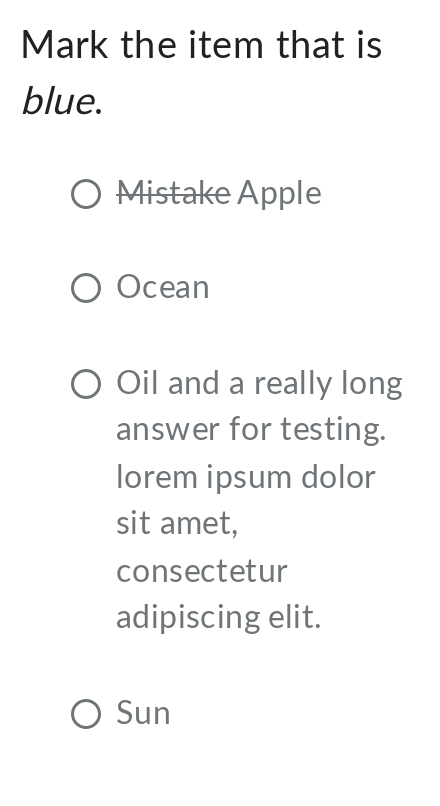 Mark the item that is
blue.
Mistake Apple
Ocean
Oil and a really long
answer for testing.
lorem ipsum dolor
sit amet,
consectetur
adipiscing elit.
Sun